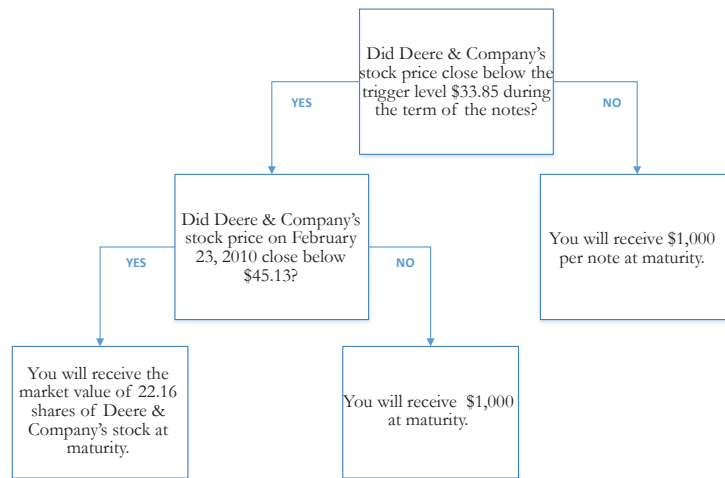 Did Deere & Company's
stock price close below the
trigger level $33.85 during
the term of the notes?
YES
NO
Did Deere & Company's
stock price on February
23, 2010 close below
$45.13?
You will receive $1,000
per note at maturity.
YES
NO
You will receive the
market value of 22.16
shares of Deere &
Company's stock at
maturity.
You will receive $1,000
at maturity.